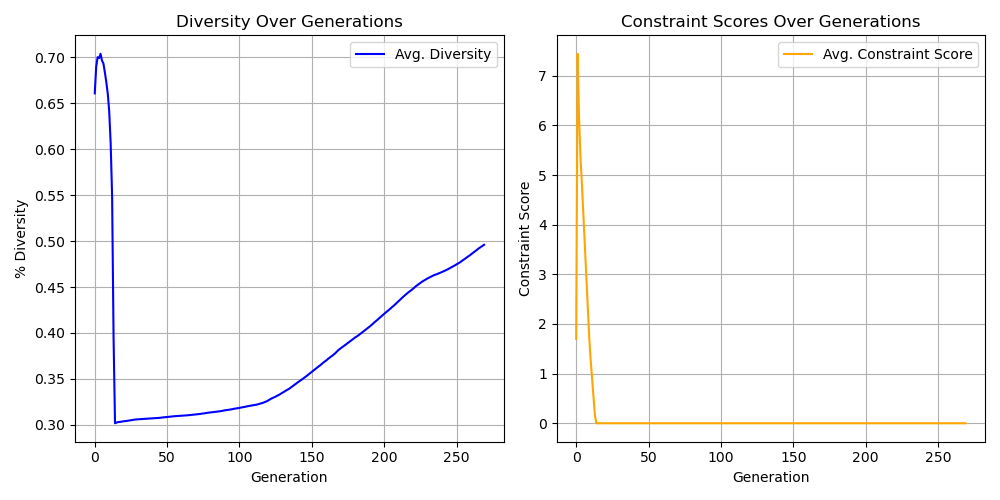 Diversity Over Generations
Avg. Diversity
% Diversity
0.70
0.65
0.60
0.55
0.50
0.45
0.40
0.35
0.30
0 50 100 150 200 250
Generation
Constraint Scores Over Generations
Avg. Constraint Score
Constraint Score
7
6
5
4
3
2
1
0
0 50 100 150 200 250
Generation